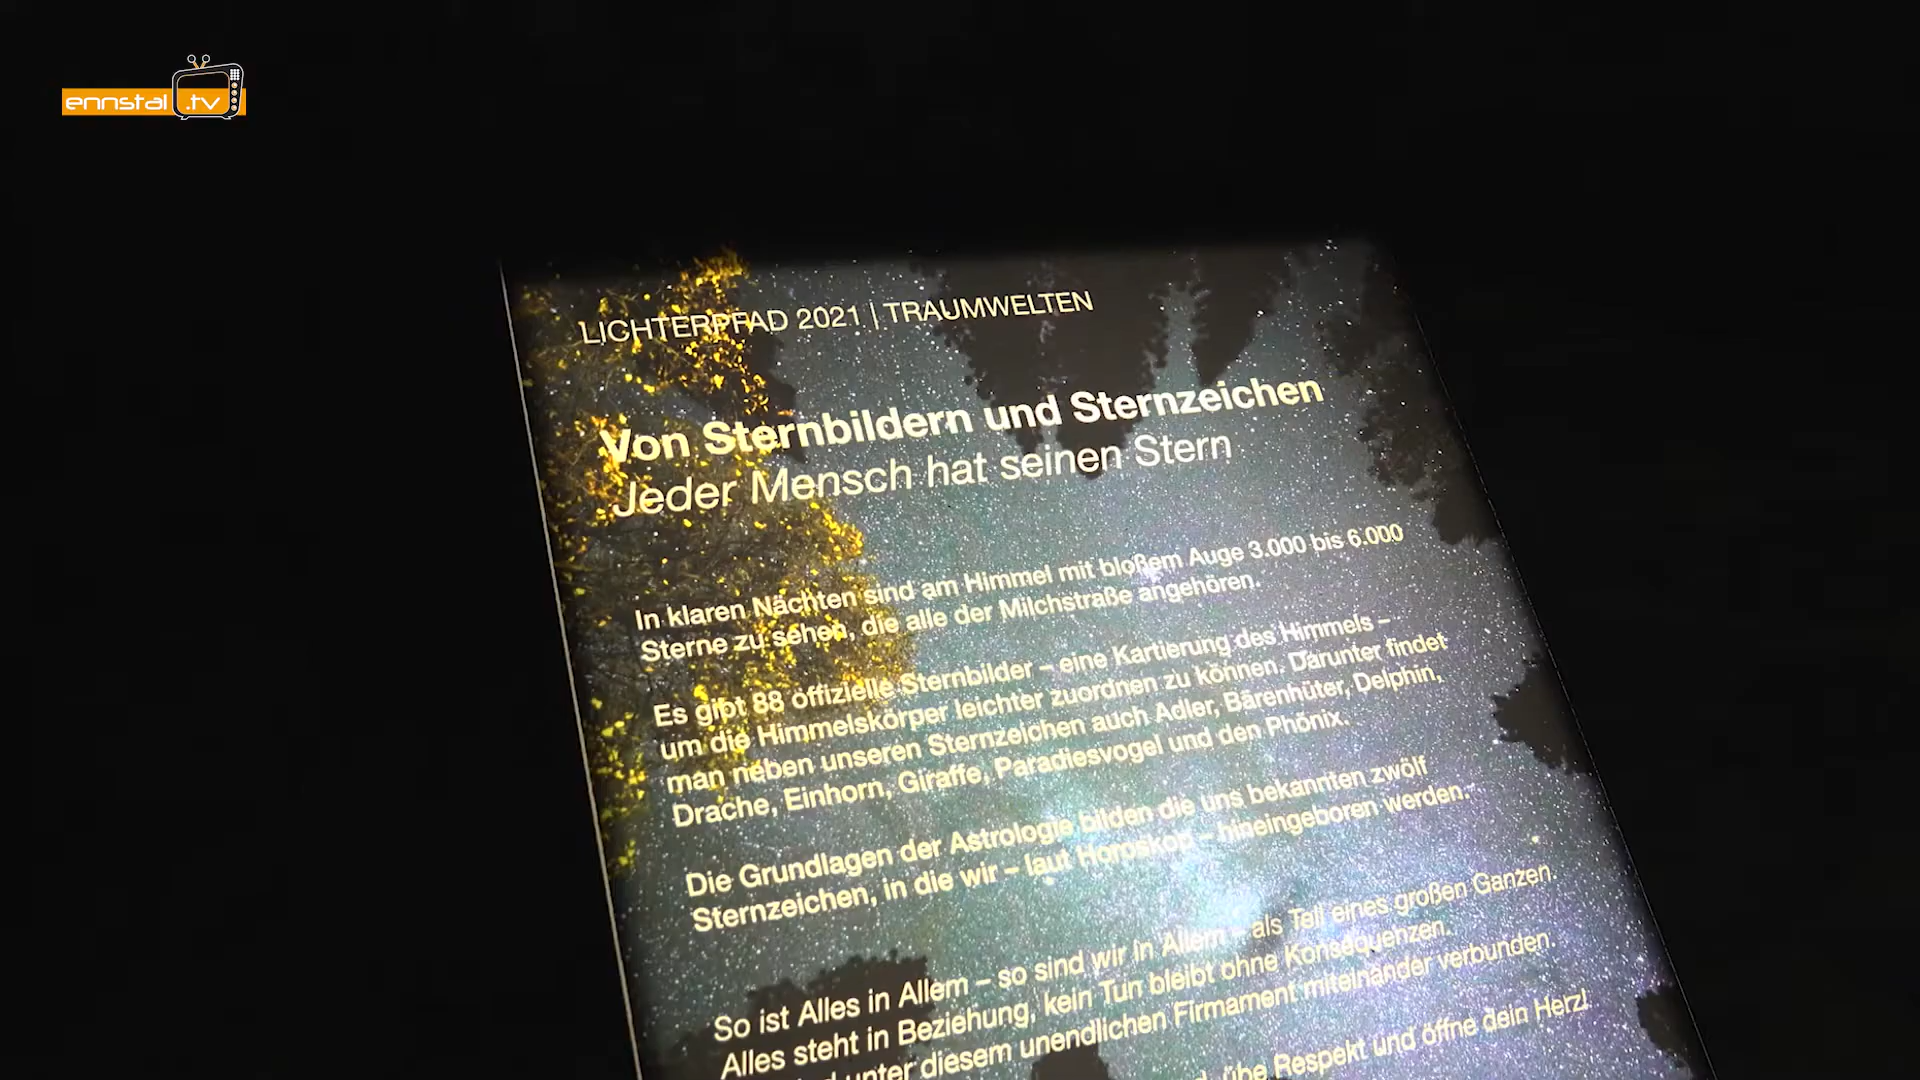 ennstal .tv
LICHTERPFAD 2021 | TRAUMWELTEN
Von Sternbildern und Sternzeichen
Jeder Mensch hat seinen Stern
In klaren Nächten sind am Himmel mit bloßem Auge 3.000 bis 6.000
Sterne zu sehen, die alle der Milchstraße angehören.
Es gibt 88 offizielle Sternbilder – eine Kartierung des Himmels –
um die Himmelskörper leichter zuordnen zu können. Darunter findet
man neben unseren Sternzeichen auch Adler, Bärenhüter, Delphin,
Drache, Einhorn, Giraffe, Paradiesvogel und den Phönix.
Die Grundlagen der Astrologie bilden die uns bekannten zwölf
Sternzeichen, in die wir – laut Horoskop – hineingeboren werden.
So ist Alles in Allem – so sind wir in Allem – als Teil eines großen Ganzen.
Alles steht in Beziehung, kein Tun bleibt ohne Konsequenzen.
unter diesem unendlichen Firmament miteinander verbunden.
übe Respekt und öffne dein Herz!